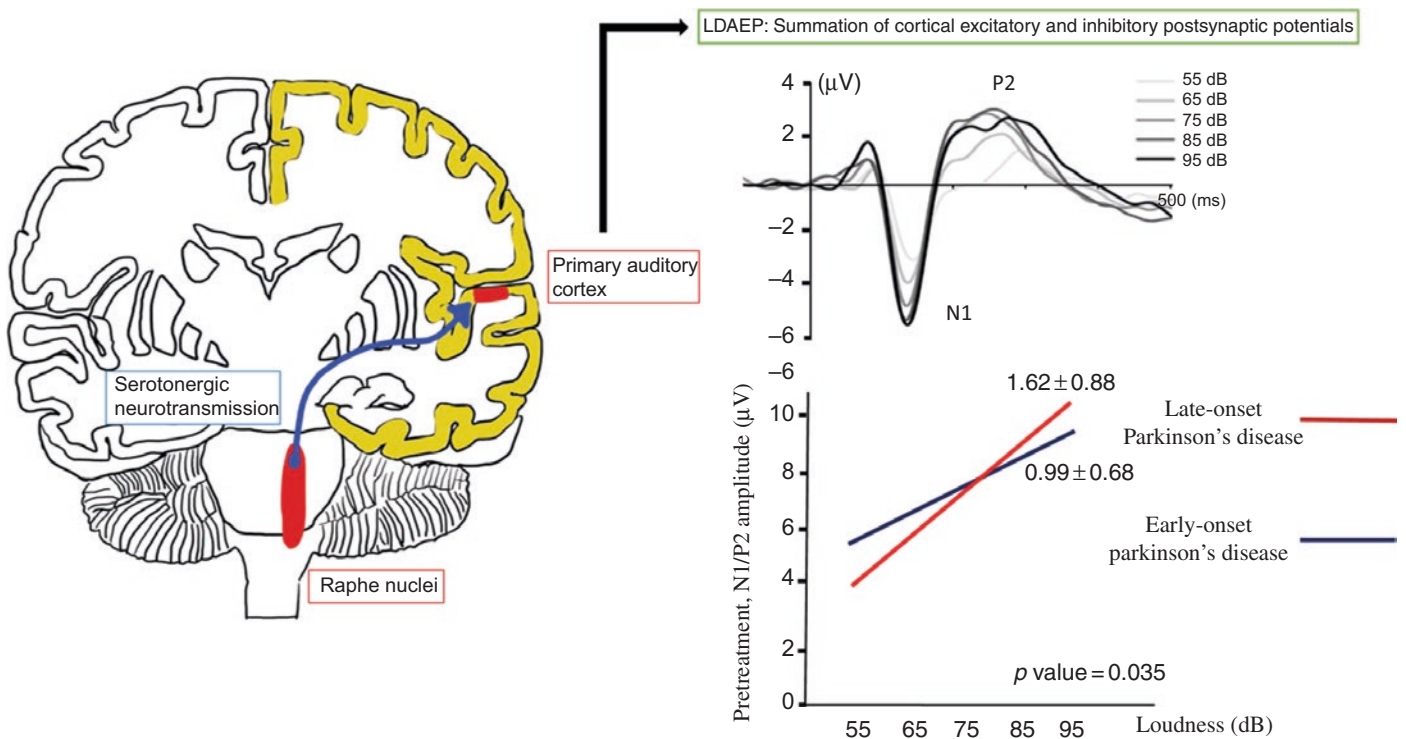 LDAEP: Summation of cortical excitatory and inhibitory postsynaptic potentials
Primary auditory
cortex
Serotonergic
neurotransmission
Raphe nuclei
4
(μV)
P2
2
−2
−4
−6
N1
500 (ms)
55 dB
65 dB
75 dB
85 dB
95 dB
−6
10
8
6
4
2
0
Pretreatment, N1/P2 amplitude (μV)
1.62±0.88
0.99±0.68
p value=0.035
55 65 75 85 95
Loudness (dB)
Late-onset
Parkinson’s disease
Early-onset
parkinson’s disease